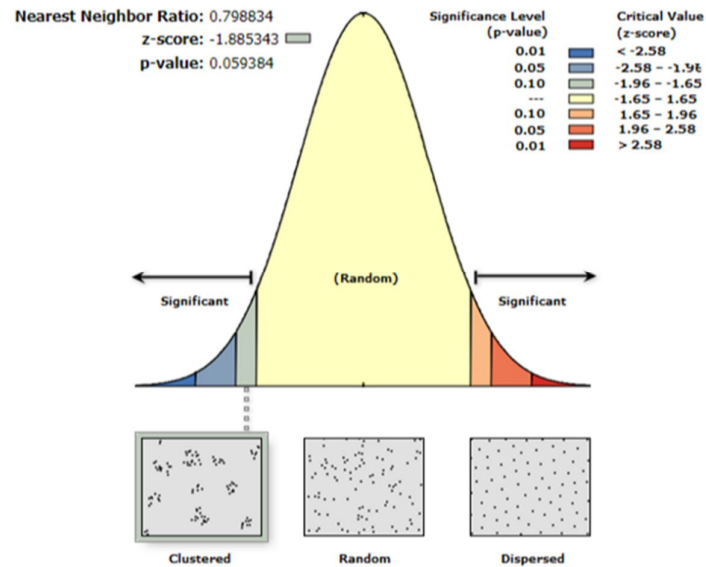 Nearest Neighbor Ratio: 0.798834
z-score: -1.885343
p-value: 0.059384
Significance Level
(p-value)
Critical Value
(z-score)
0.01 < -2.58
0.05 -2.58 – -1.96
0.10 -1.96 – -1.65
--- -1.65 – 1.65
0.10 1.65 – 1.96
0.05 1.96 – 2.58
0.01 > 2.58
(Random)
Significant
Significant
Clustered
Random
Dispersed